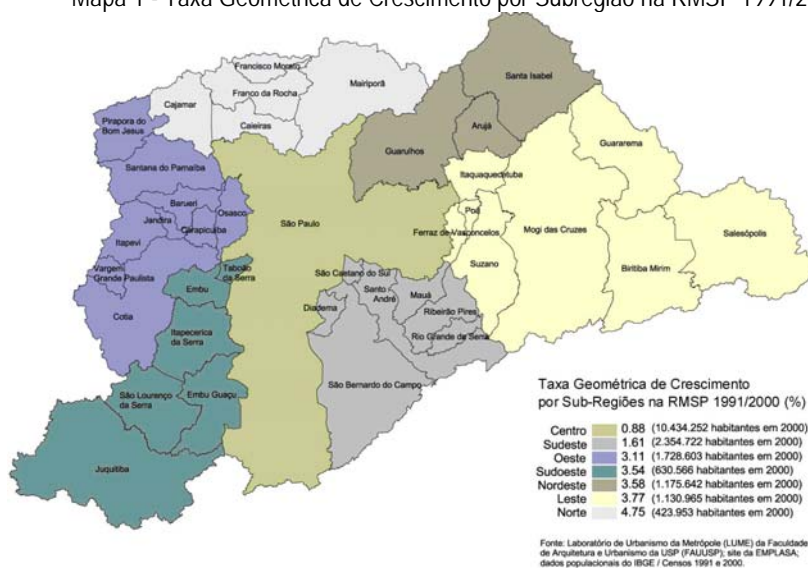 Mapa 1 - Taxa Geométrica de Crescimento por Subregião na RMSP 1991/2
Francisco Morato
Mairiporã
Santa Isabel
Cajamar
Franco da Rocha
Pirapora do
Bom Jesus
Caieiras
Arujá
Guarulhos
Guararema
Santana do Parnaíba
Itaquaquecetuba
Barueri
Osasco
Poá
Jandira
Carapicuíba
São Paulo
Ferraz de Vasconcelos
Mogi das Cruzes
Salesópolis
Itapevi
Suzano
Biritiba Mirim
Vargem
Grande Paulista
Taboão
da Serra
São Caetano do Sul
Embu
Santo
André
Mauá
Cotia
Diadema
Ribeirão Pires
Itapecerica
da Serra
Rio Grande da Serra
São Bernardo do Campo
São Lourenço
da Serra
Embu Guaçu
Juquitiba
Taxa Geométrica de Crescimento
por Sub-Regiões na RMSP 1991/2000 (%)
Centro 0.88 (10.434.252 habitantes em 2000)
Sudeste 1.61 (2.354.722 habitantes em 2000)
Oeste 3.11 (1.728.603 habitantes em 2000)
Sudoeste 3.54 (630.566 habitantes em 2000)
Nordeste 3.58 (1.175.642 habitantes em 2000)
Leste 3.77 (1.130.965 habitantes em 2000)
Norte 4.75 (423.953 habitantes em 2000)
Fonte: Laboratório de Urbanismo da Metrópole (LUME) da Faculdade
de Arquitetura e Urbanismo da USP (FAUUSP); site da EMPLASA;
dados populacionais do IBGE / Censos 1991 e 2000.